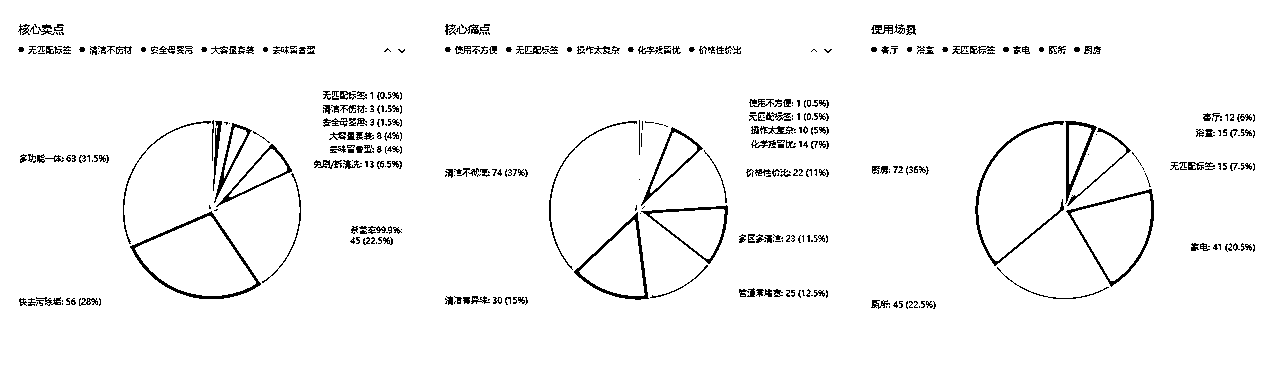 核心卖点
无匹配标签 清洁不伤材 安全母婴用 大容量套装 去味留香型
无匹配标签: 1 (0.5%)
清洁不伤材: 3 (1.5%)
安全母婴用: 3 (1.5%)
大容量套装: 8 (4%)
去味留香型: 8 (4%)
免刷/拆清洗: 13 (6.5%)
多功能一体: 63 (31.5%)
杀菌率99.9%:
45 (22.5%)
快去污除垢: 56 (28%)
核心痛点
使用不方便 无匹配标签 操作太复杂 化学残留忧 价格性价比
使用不方便: 1 (0.5%)
无匹配标签: 1 (0.5%)
操作太复杂: 10 (5%)
化学残留忧: 14 (7%)
清洁不彻底: 74 (37%)
价格性价比: 22 (11%)
多区多清洁: 23 (11.5%)
管道常堵塞: 25 (12.5%)
清洁有异味: 30 (15%)
使用场景
客厅 浴室 无匹配标签 家电 厕所 厨房
客厅: 12 (6%)
浴室: 15 (7.5%)
厨房: 72 (36%)
无匹配标签: 15 (7.5%)
家电: 41 (20.5%)
厕所: 45 (22.5%)